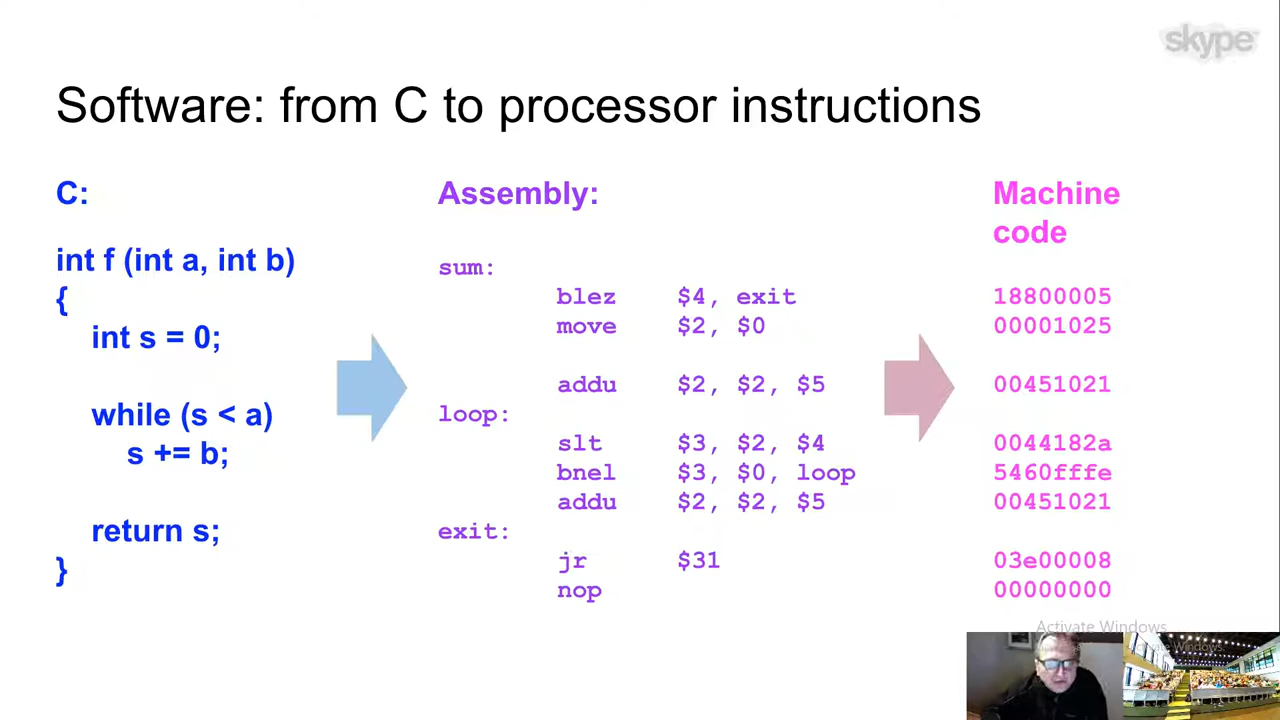 skype
Software: from C to processor instructions
C:
int f (int a, int b)
{
int s = 0;
while (s < a)
s += b;
return s;
}
Assembly:
sum:
blez $4, exit
move $2, $0
addu $2, $2, $5
loop:
slt $3, $2, $4
bnel $3, $0, loop
addu $2, $2, $5
exit:
jr $31
nop
Machine
code
18800005
00001025
00451021
0044182a
5460fffe
00451021
03e00008
00000000
Activate Windows